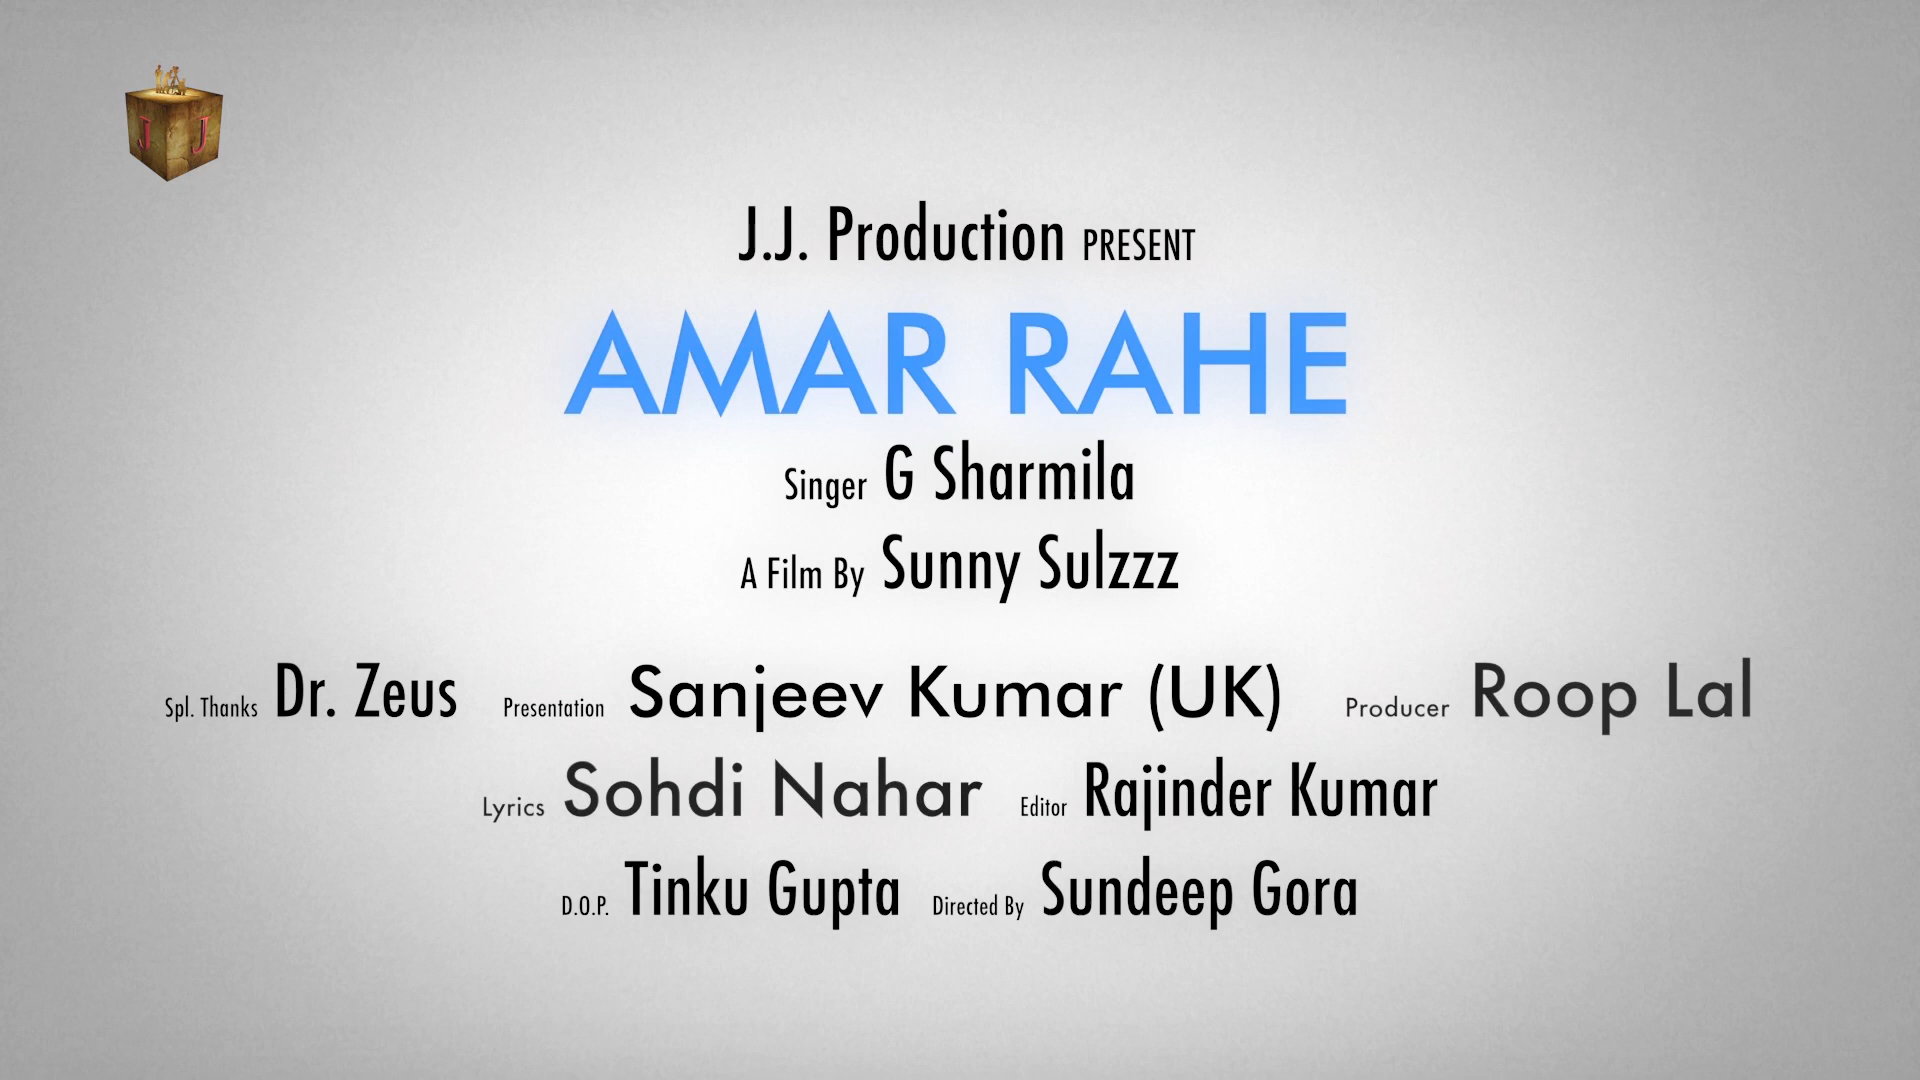 J J
J.J. Production PRESENT
AMAR RAHE
Singer G Sharmila
A Film By Sunny Sulzzz
Spl. Thanks Dr. Zeus Presentation Sanjeev Kumar (UK) Producer Roop Lal
Lyrics Sohdi Nahar Editor Rajinder Kumar
D.O.P. Tinku Gupta Directed By Sundeep Gora